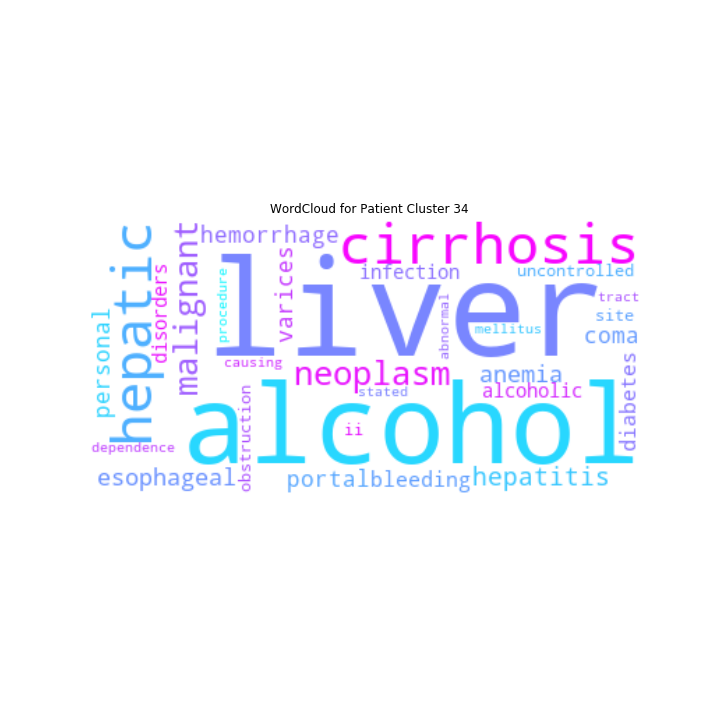 WordCloud for Patient Cluster 34
hemorrhage
cirrhosis
malignant
hepatic
disorders
personal
procedure
varices
infection
uncontrolled
liver
tract
site
abnormal
mellitus
coma
causing
neoplasm
anemia
alcoholic
stated
diabetes
alcohol
ii
obstruction
dependence
esophageal
portal
bleeding
hepatitis